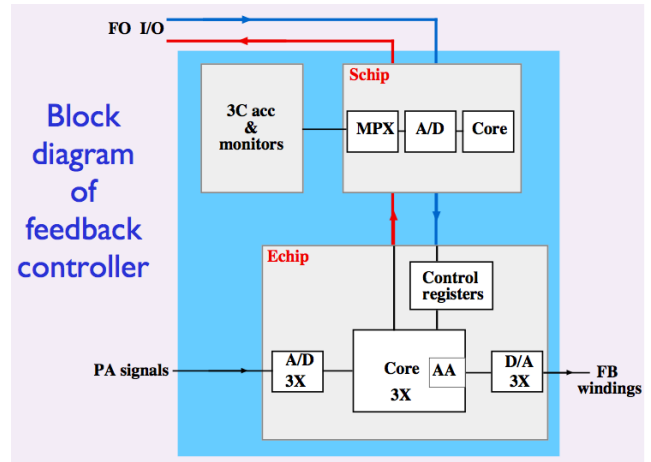 FO I/O
Block
diagram
of
feedback
controller
3C acc
&
monitors
Schip
MPX
A/D
Core
Echip
Control
registers
PA signals
A/D
3X
Core
3X
AA
D/A
3X
FB
windings